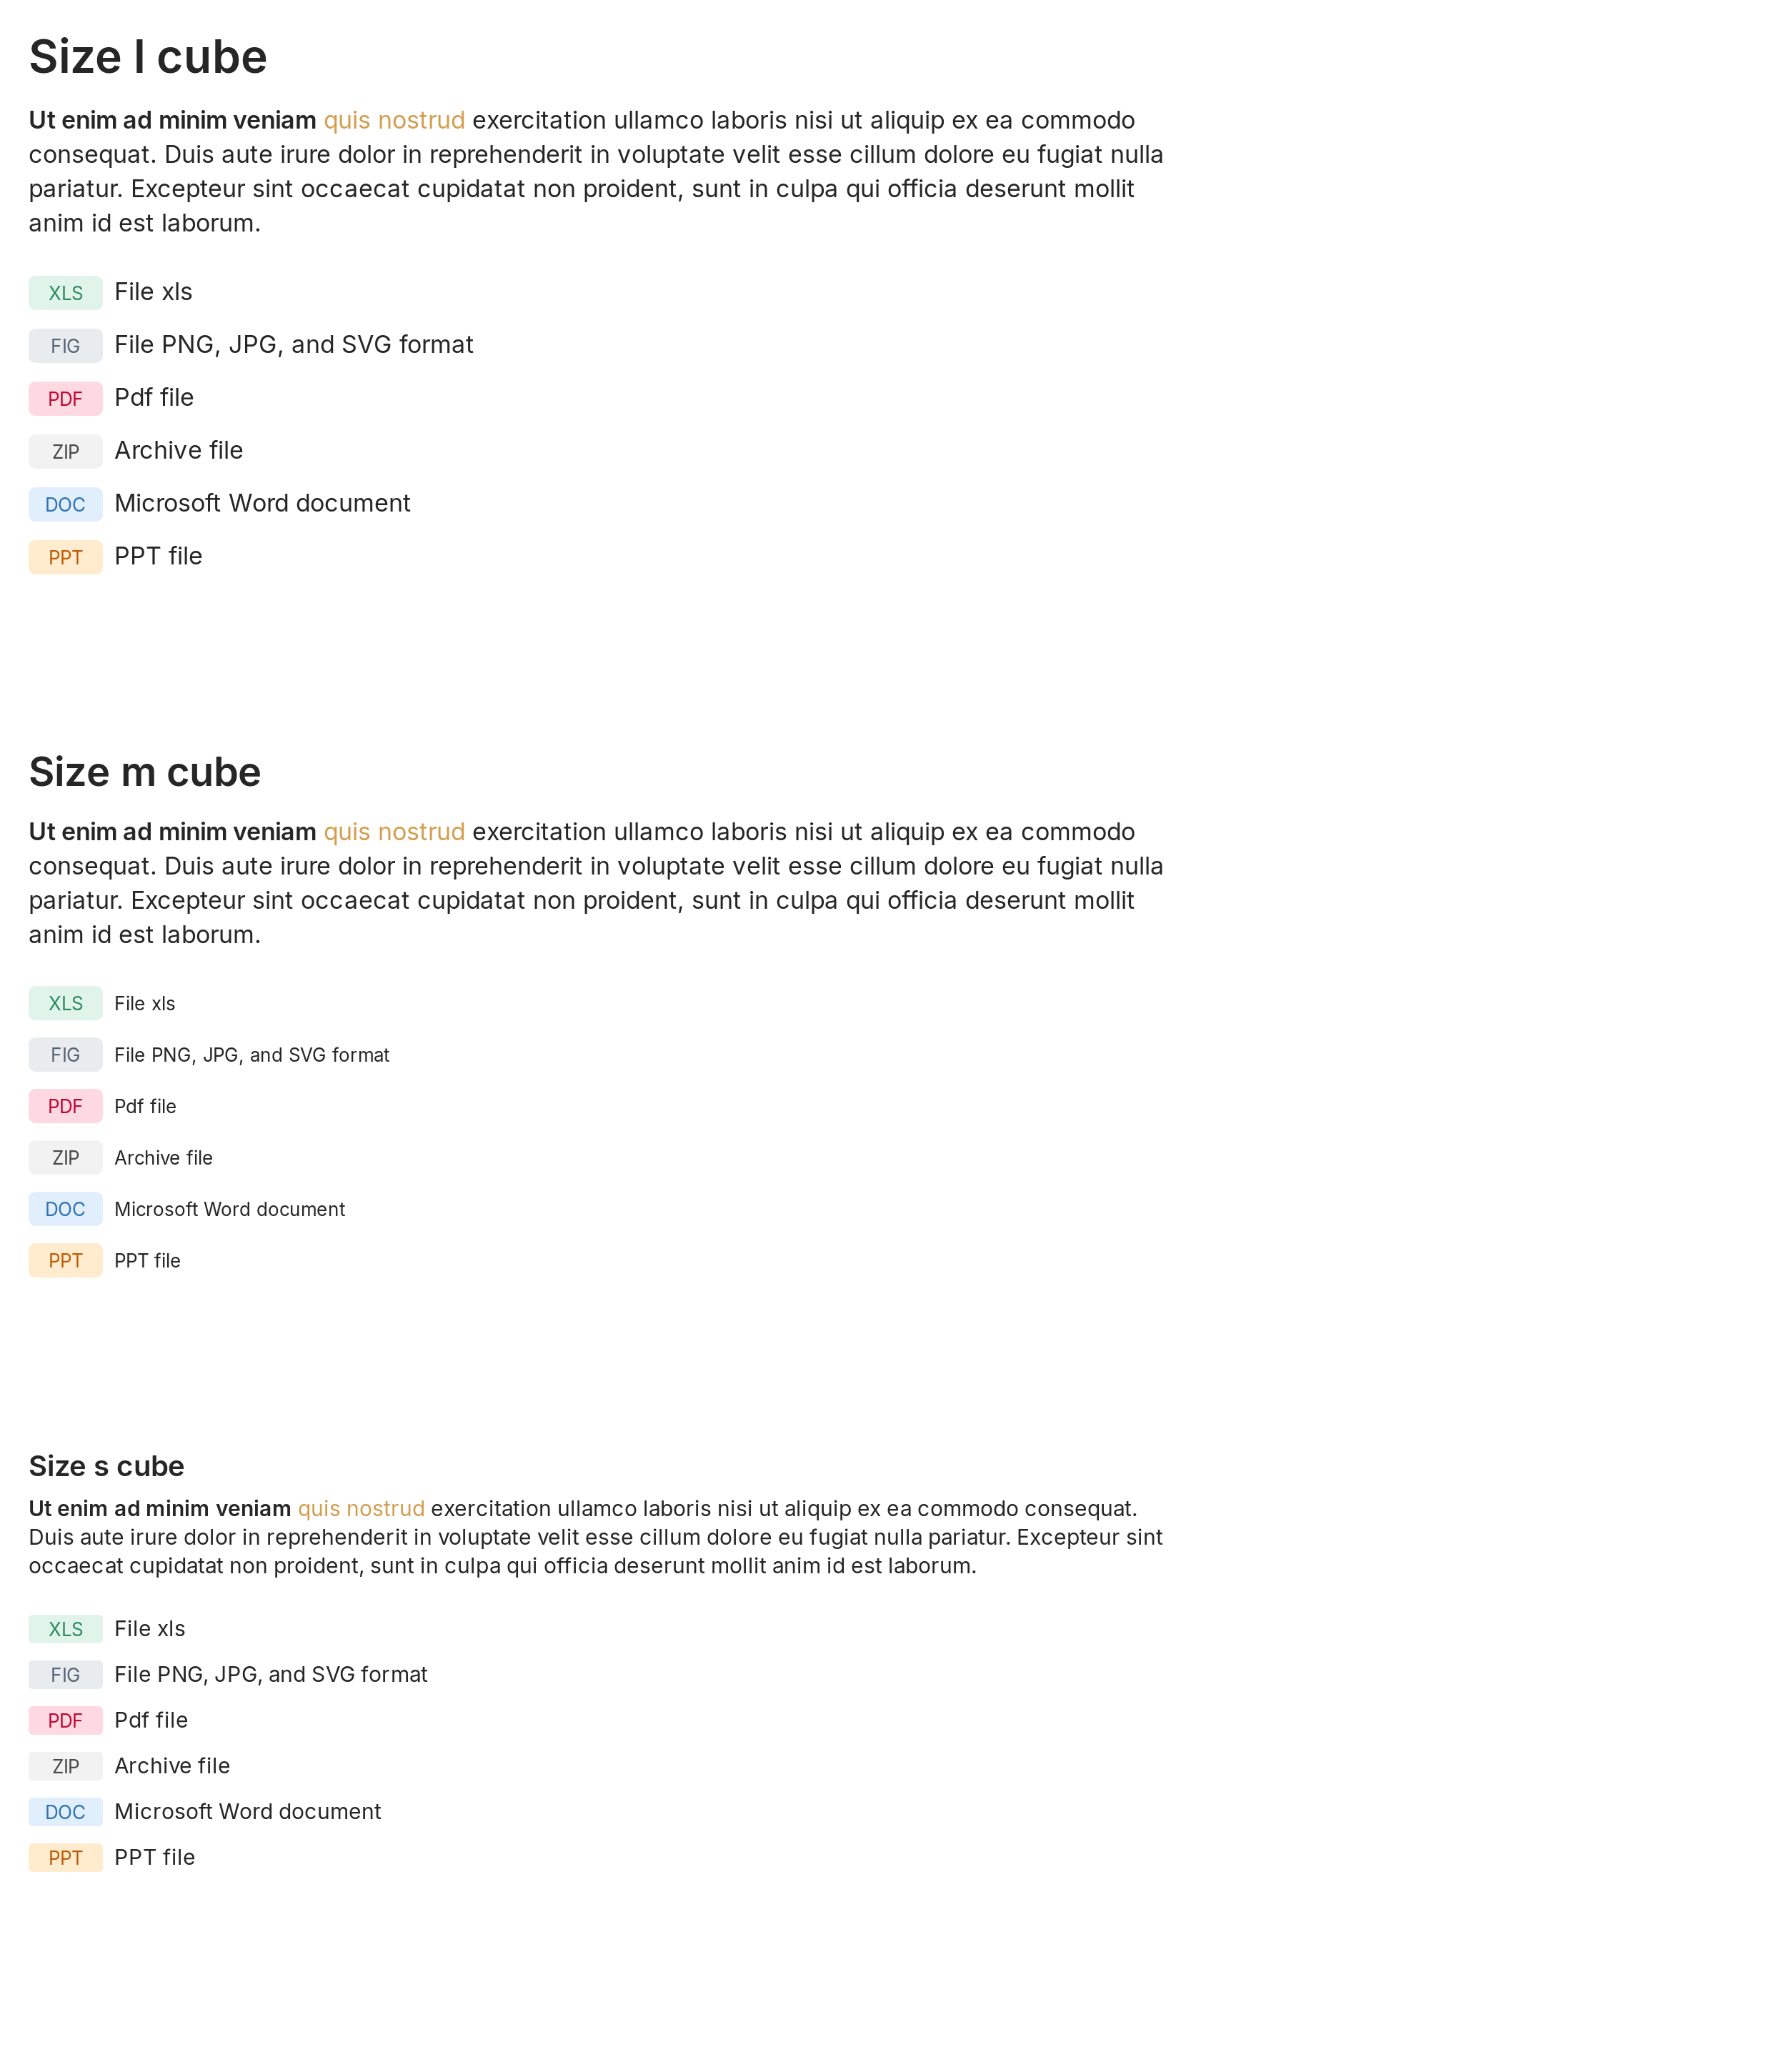 Size l cube
Ut enim ad minim veniam quis nostrud exercitation ullamco laboris nisi ut aliquip ex ea commodo
consequat. Duis aute irure dolor in reprehenderit in voluptate velit esse cillum dolore eu fugiat nulla
pariatur. Excepteur sint occaecat cupidatat non proident, sunt in culpa qui officia deserunt mollit
anim id est laborum.
XLS File xls
FIG File PNG, JPG, and SVG format
PDF Pdf file
ZIP Archive file
DOC Microsoft Word document
PPT PPT file
Size m cube
Ut enim ad minim veniam quis nostrud exercitation ullamco laboris nisi ut aliquip ex ea commodo
consequat. Duis aute irure dolor in reprehenderit in voluptate velit esse cillum dolore eu fugiat nulla
pariatur. Excepteur sint occaecat cupidatat non proident, sunt in culpa qui officia deserunt mollit
anim id est laborum.
XLS File xls
FIG File PNG, JPG, and SVG format
PDF Pdf file
ZIP Archive file
DOC Microsoft Word document
PPT PPT file
Size s cube
Ut enim ad minim veniam quis nostrud exercitation ullamco laboris nisi ut aliquip ex ea commodo consequat.
Duis aute irure dolor in reprehenderit in voluptate velit esse cillum dolore eu fugiat nulla pariatur. Excepteur sint
occaecat cupidatat non proident, sunt in culpa qui officia deserunt mollit anim id est laborum.
XLS File xls
FIG File PNG, JPG, and SVG format
PDF Pdf file
ZIP Archive file
DOC Microsoft Word document
PPT PPT file